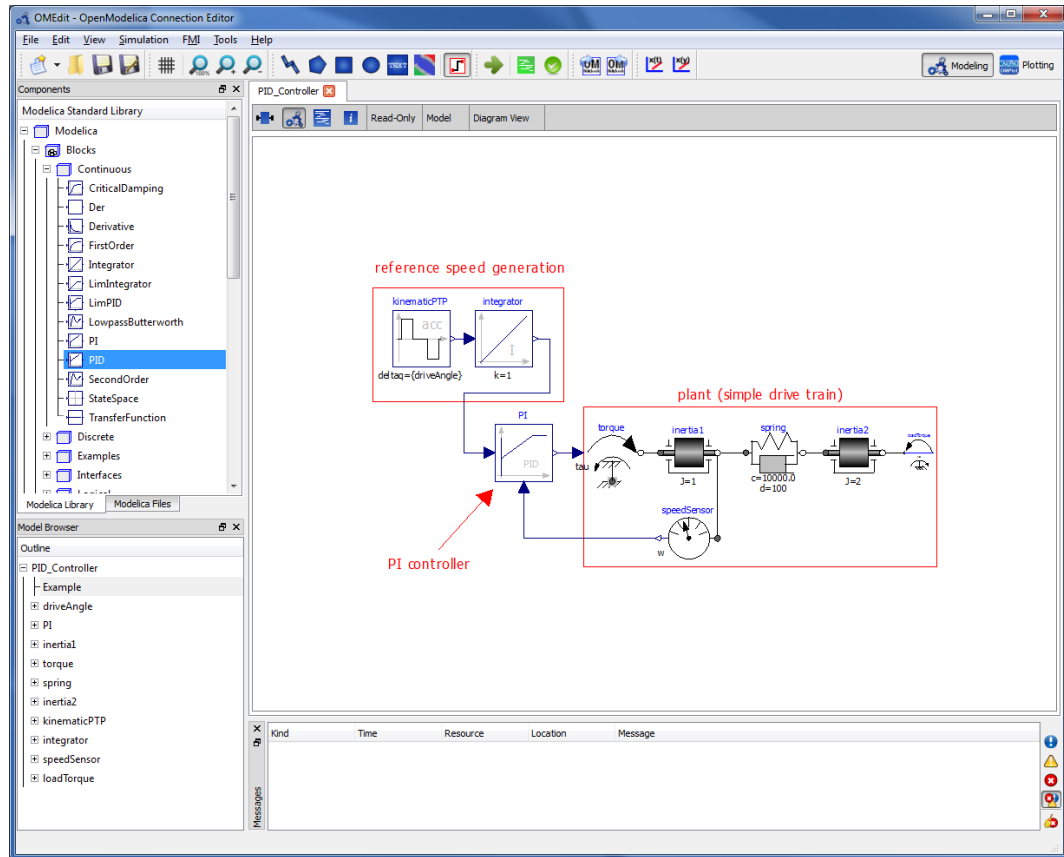 OMEdit - OpenModelica Connection Editor
File Edit View Simulation FMI Tools Help
100% TEXT Modeling Plotting
Components
PID_Controller
Modelica Standard Library
Read-Only Model Diagram View
Modelica
Blocks
Continuous
CriticalDamping
Der
Derivative
FirstOrder
Integrator
LimIntegrator
LimPID
LowpassButterworth
PI
PID
SecondOrder
StateSpace
TransferFunction
Discrete
Examples
Interfaces
Logical
Modelica Library Modelica Files
reference speed generation
kinematicPTP integrator
acc
I
deltaq={driveAngle} k=1
plant (simple drive train)
PI
torque inertia1 spring inertia2 loadTorque
PID
tau
J=1 c=10000.0 J=2
d=100
speedSensor
w
PI controller
Model Browser
Outline
PID_Controller
Example
driveAngle
PI
inertia1
torque
spring
inertia2
kinematicPTP
integrator
speedSensor
loadTorque
Messages
Kind Time Resource Location Message